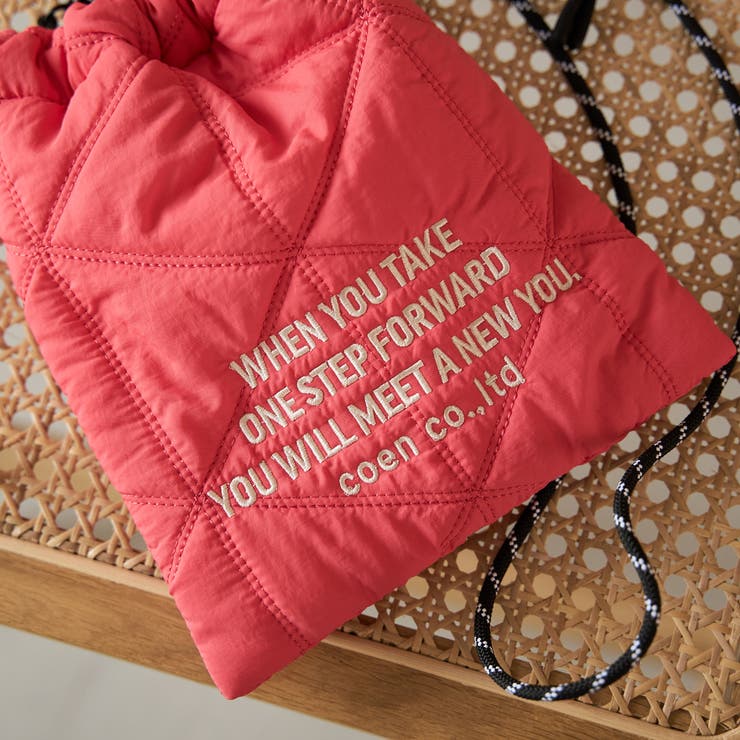 WHEN YOU TAKE
ONE STEP FORWARD
YOU WILL MEET A NEW YOU.
coen co.,ltd